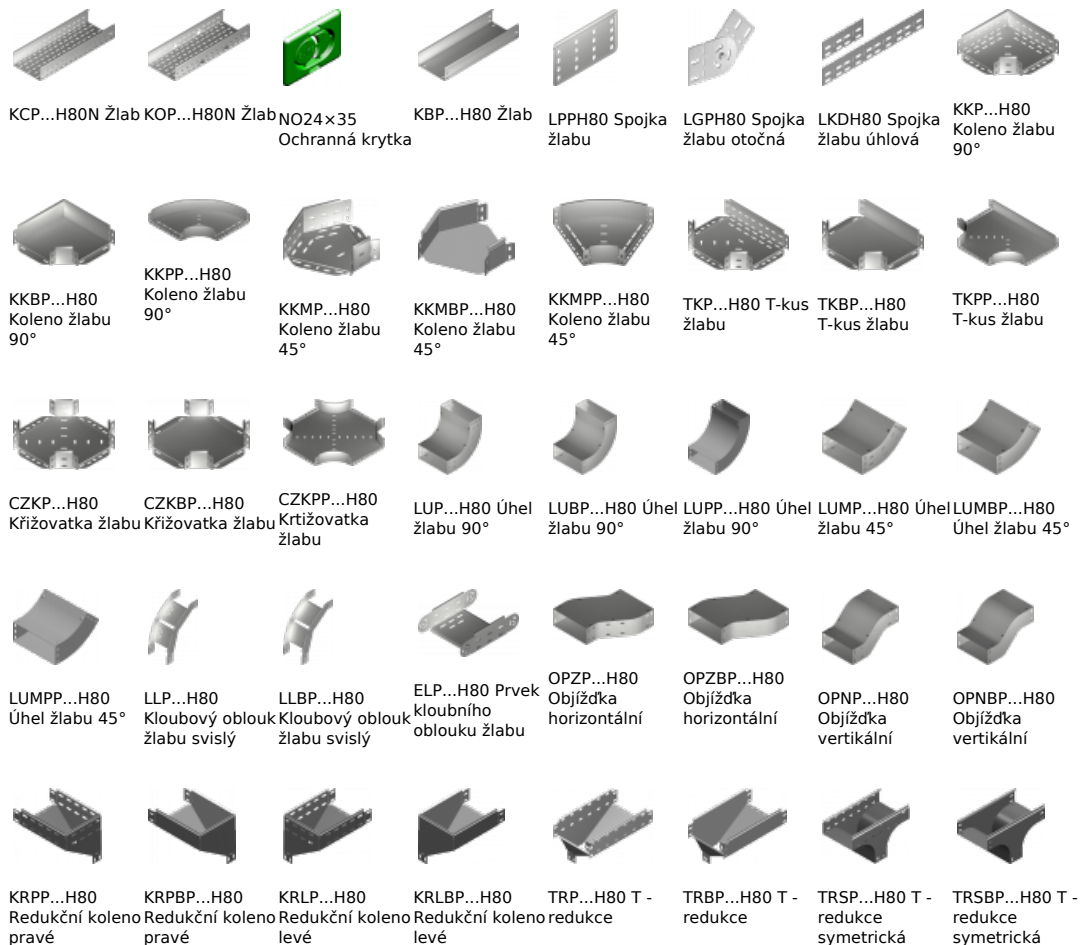 KCP...H80N Žlab
KOP...H80N Žlab
NO24×35
Ochranná krytka
KBP...H80 Žlab
LPPH80 Spojka
žlabu
LGPH80 Spojka
žlabu otočná
LKDH80 Spojka
žlabu úhlová
KKP...H80
Koleno žlabu
90°
KKBP...H80
Koleno žlabu
90°
KKPP...H80
Koleno žlabu
90°
KKMP...H80
Koleno žlabu
45°
KKMBP...H80
Koleno žlabu
45°
KKMPP...H80
Koleno žlabu
45°
TKP...H80 T-kus
žlabu
TKBP...H80
T-kus žlabu
TKPP...H80
T-kus žlabu
CZKP...H80
Křižovatka žlabu
CZKBP...H80
Křižovatka žlabu
CZKPP...H80
Krtižovatka
žlabu
LUP...H80 Úhel
žlabu 90°
LUBP...H80 Úhel
žlabu 90°
LUPP...H80 Úhel
žlabu 90°
LUMP...H80 Úhel
žlabu 45°
LUMBP...H80
Úhel žlabu 45°
LUMPP...H80
Úhel žlabu 45°
LLP...H80
Kloubový oblouk
žlabu svislý
LLBP...H80
Kloubový oblouk
žlabu svislý
ELP...H80 Prvek
kloubního
oblouku žlabu
OPZP...H80
Objížďka
horizontální
OPZBP...H80
Objížďka
horizontální
OPNP...H80
Objížďka
vertikální
OPNBP...H80
Objížďka
vertikální
KRPP...H80
Redukční koleno
pravé
KRPBP...H80
Redukční koleno
pravé
KRLP...H80
Redukční koleno
levé
KRLBP...H80
Redukční koleno
levé
TRP...H80 T -
redukce
TRBP...H80 T -
redukce
TRSP...H80 T -
redukce
symetrická
TRSBP...H80 T -
redukce
symetrická